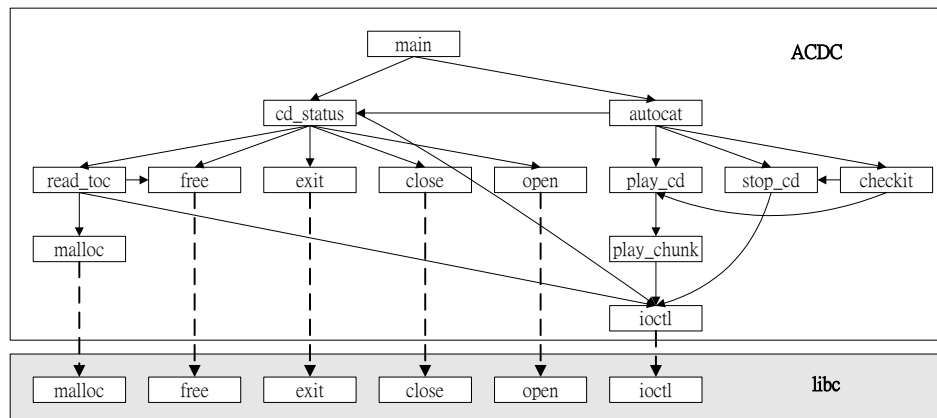 main
ACDC
cd_status
autocat
read_toc
free
exit
close
open
play_cd
stop_cd
checkit
malloc
play_chunk
ioctl
malloc
free
exit
close
open
ioctl
libc